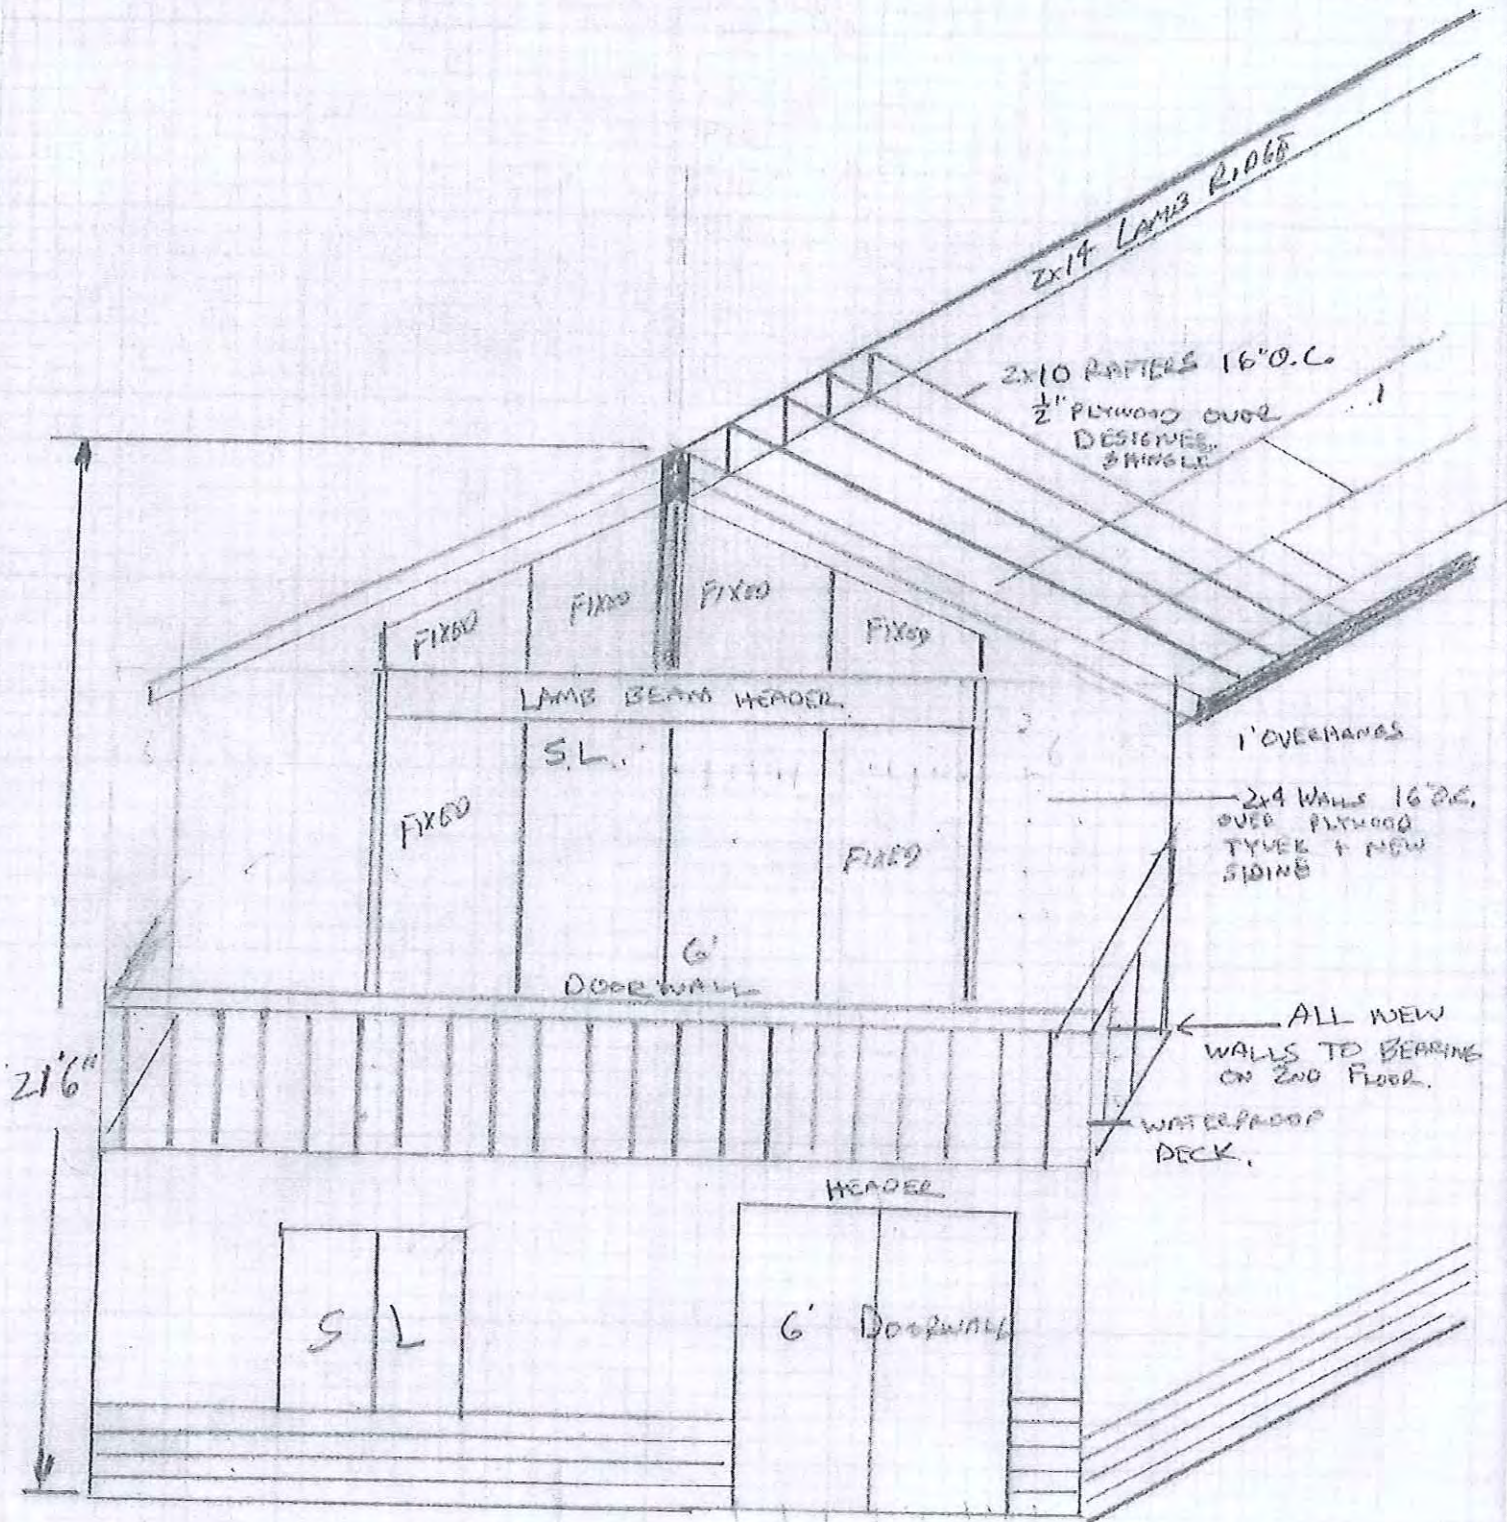 2x14 LAMB RIDGE
2x10 RAFTERS 16"O.C.
1/2" PLYWOOD OVER
DESIGNER
SHINGLE
FIXED
FIXED
FIXED
FIXED
LAMB BEAM HEADER
S.L.
1' OVERHANGS
FIXED
FIXED
2x4 WALLS 16 O.C.
OVER PLYWOOD
TYVEK + NEW
SIDING
6'
DOORWALL
ALL NEW
WALLS TO BEARING
ON 2ND FLOOR.
21'6"
WATERPROOF
DECK.
HEADER
S L
6' DOORWALL